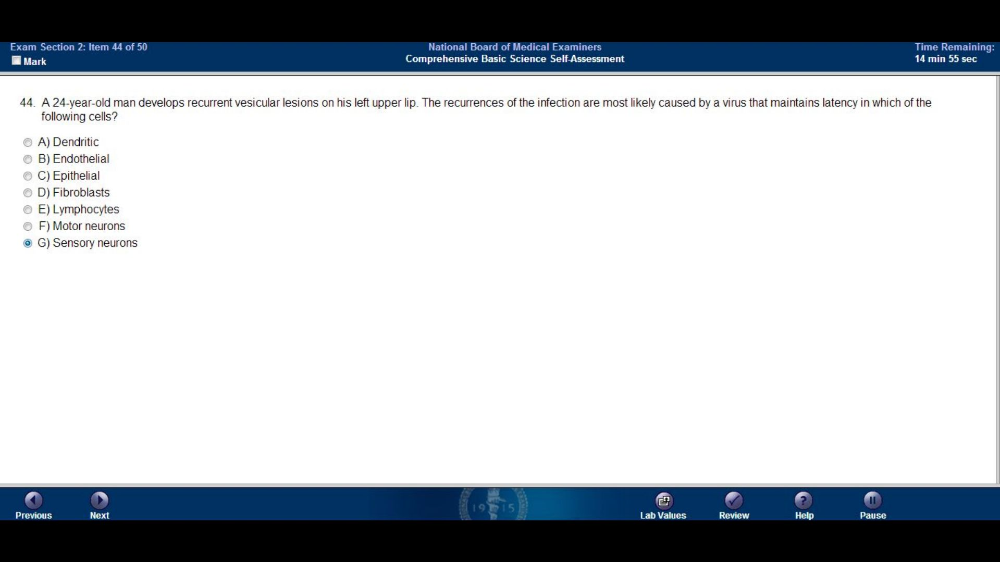 Exam Section 2: Item 44 of 50
Mark
National Board of Medical Examiners
Comprehensive Basic Science Self-Assessment
Time Remaining:
14 min 55 sec
44. A 24-year-old man develops recurrent vesicular lesions on his left upper lip. The recurrences of the infection are most likely caused by a virus that maintains latency in which of the
following cells?
A) Dendritic
B) Endothelial
C) Epithelial
D) Fibroblasts
E) Lymphocytes
F) Motor neurons
G) Sensory neurons
1915
Previous
Next
Lab Values
Review
Help
Pause